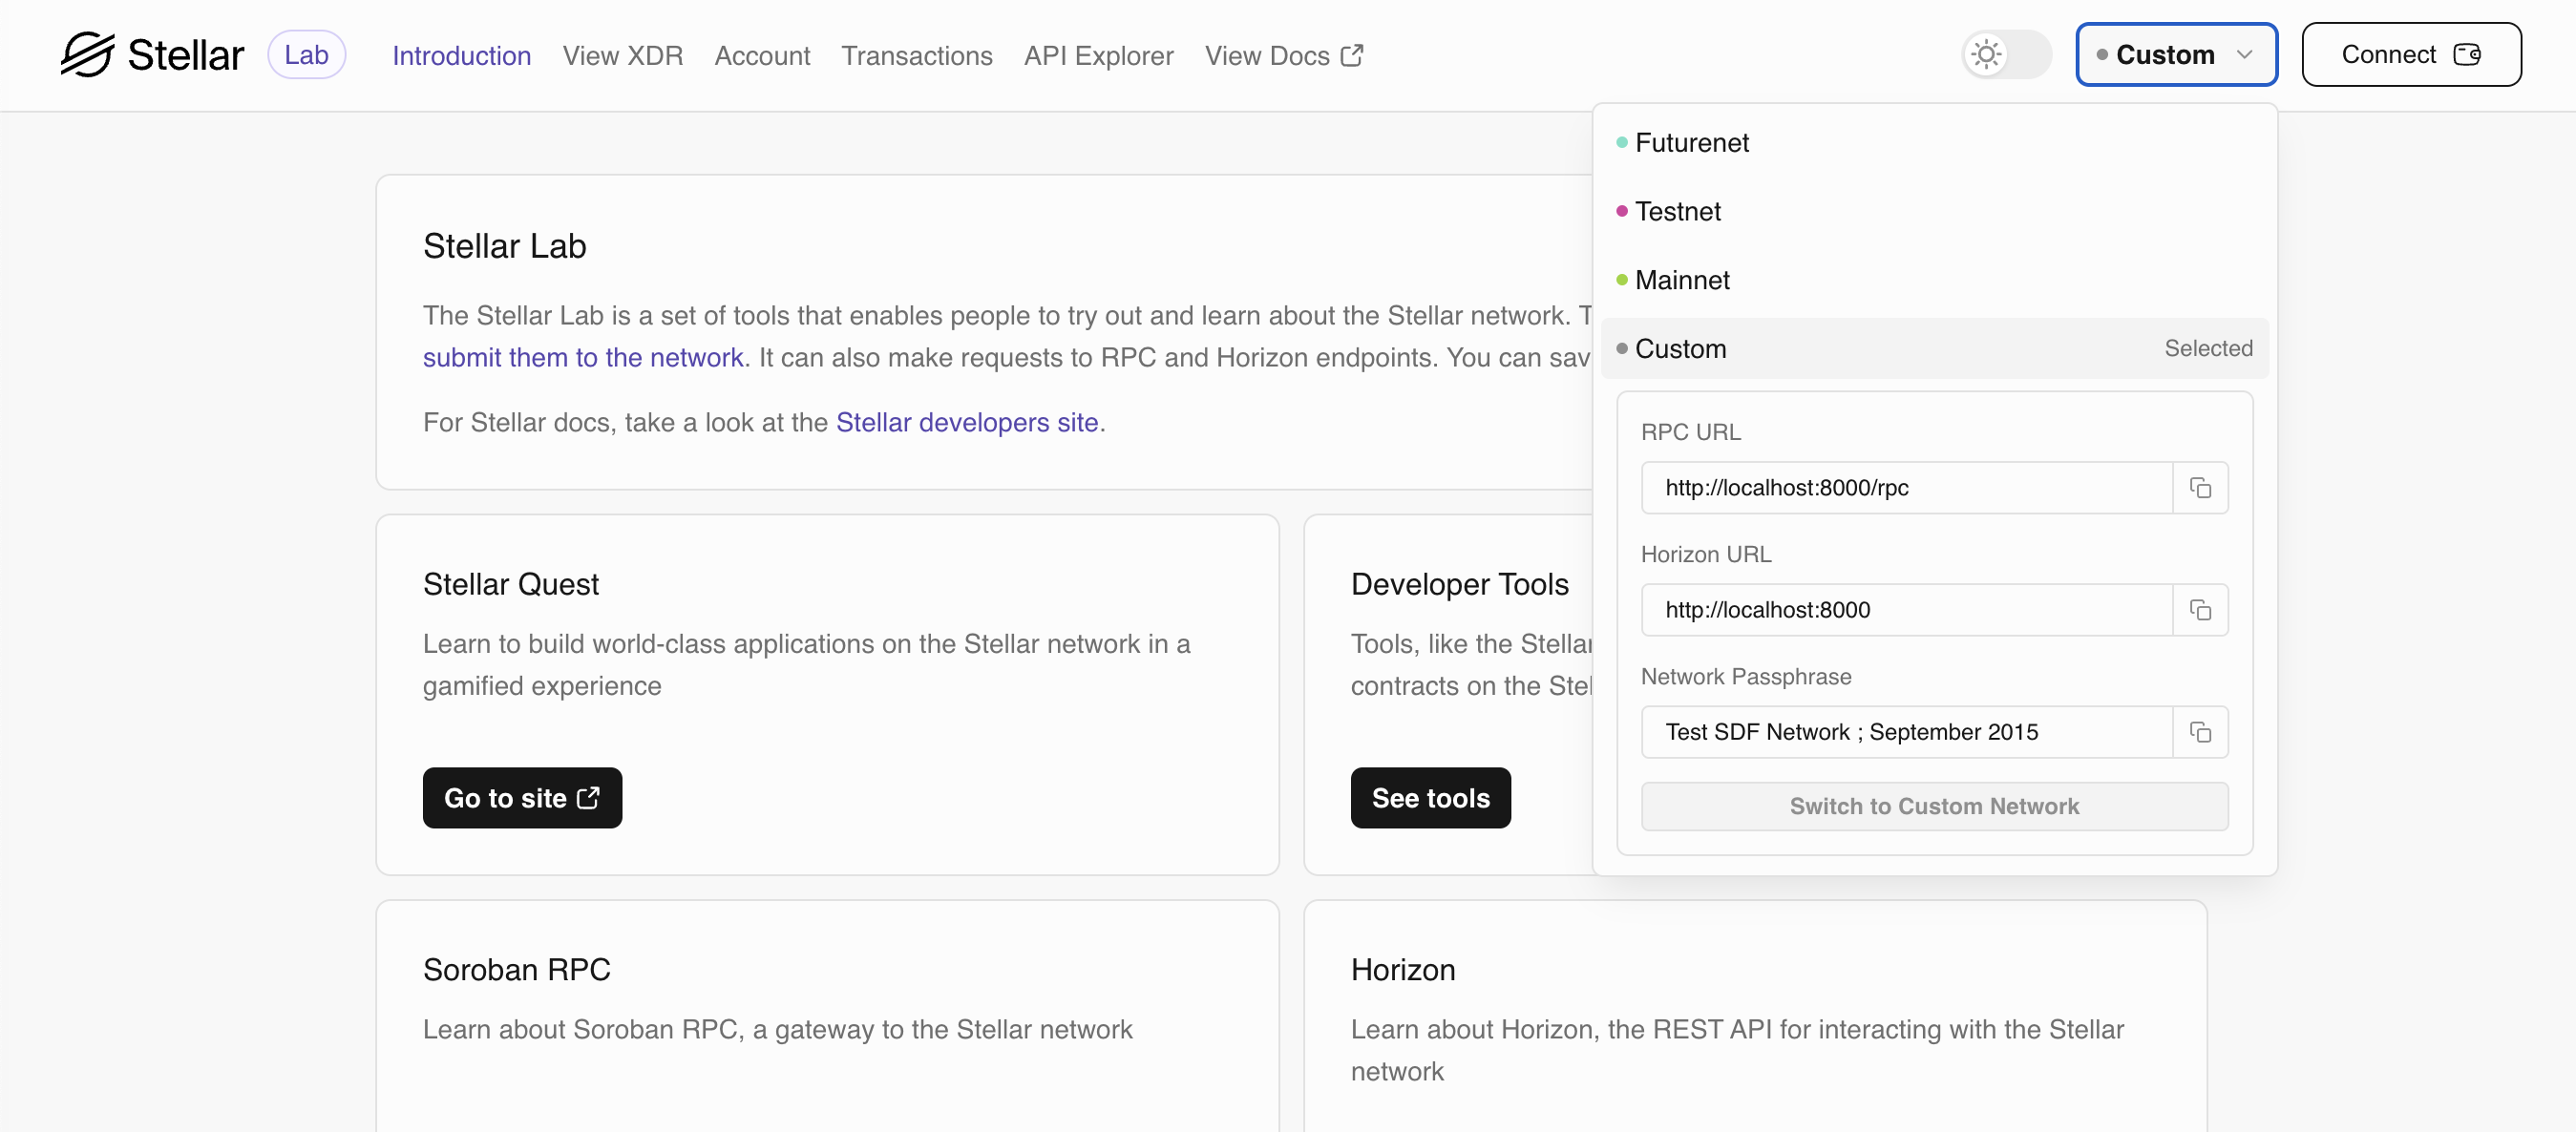 Stellar Lab Introduction View XDR Account Transactions API Explorer View Docs Custom Connect
Futurenet
Testnet
Mainnet
Custom Selected
RPC URL
http://localhost:8000/rpc
Horizon URL
http://localhost:8000
Network Passphrase
Test SDF Network ; September 2015
Switch to Custom Network
Stellar Lab
The Stellar Lab is a set of tools that enables people to try out and learn about the Stellar network.
submit them to the network. It can also make requests to RPC and Horizon endpoints. You can
For Stellar docs, take a look at the Stellar developers site.
Stellar Quest
Learn to build world-class applications on the Stellar network in a
gamified experience
Go to site
Developer Tools
Tools, like the Stellar
contracts on the
See tools
Soroban RPC
Learn about Soroban RPC, a gateway to the Stellar network
Horizon
Learn about Horizon, the REST API for interacting with the Stellar
network